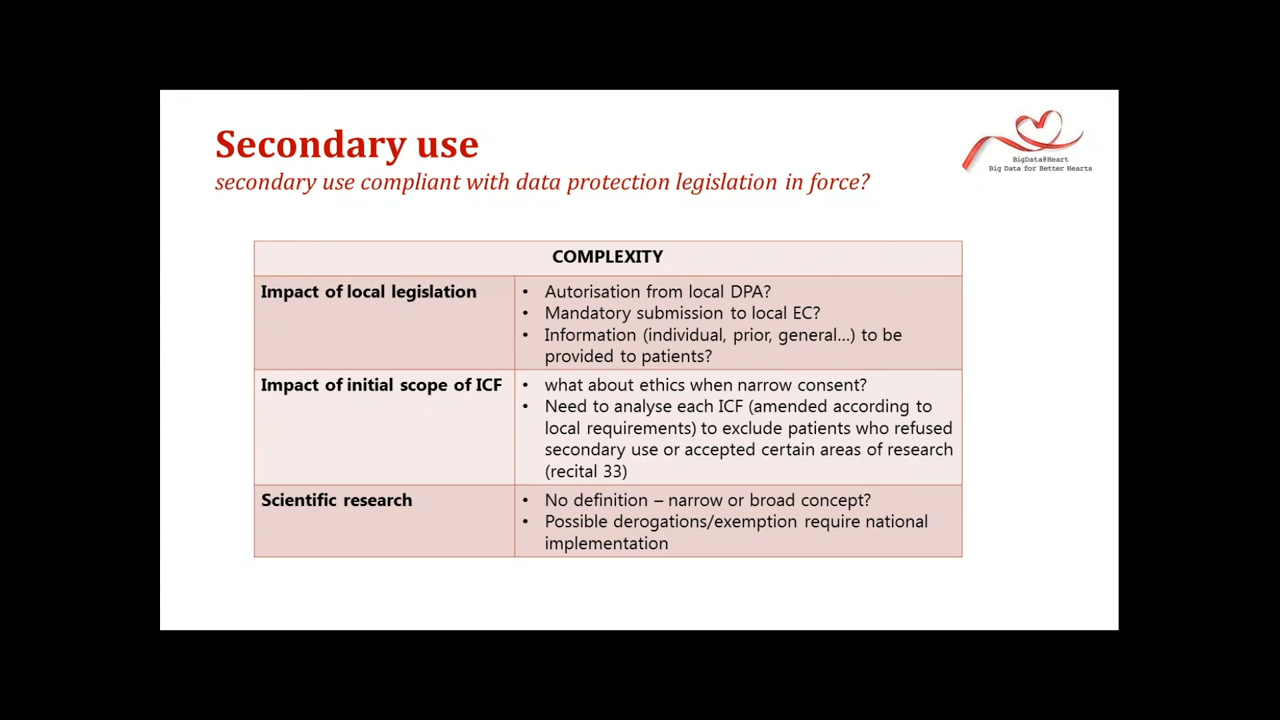 Secondary use
secondary use compliant with data protection legislation in force?
BigData@Heart
Big Data for Better Hearts
COMPLEXITY
Impact of local legislation
• Autorisation from local DPA?
• Mandatory submission to local EC?
• Information (individual, prior, general…) to be
provided to patients?
Impact of initial scope of ICF
• what about ethics when narrow consent?
• Need to analyse each ICF (amended according to
local requirements) to exclude patients who refused
secondary use or accepted certain areas of research
(recital 33)
Scientific research
• No definition – narrow or broad concept?
• Possible derogations/exemption require national
implementation